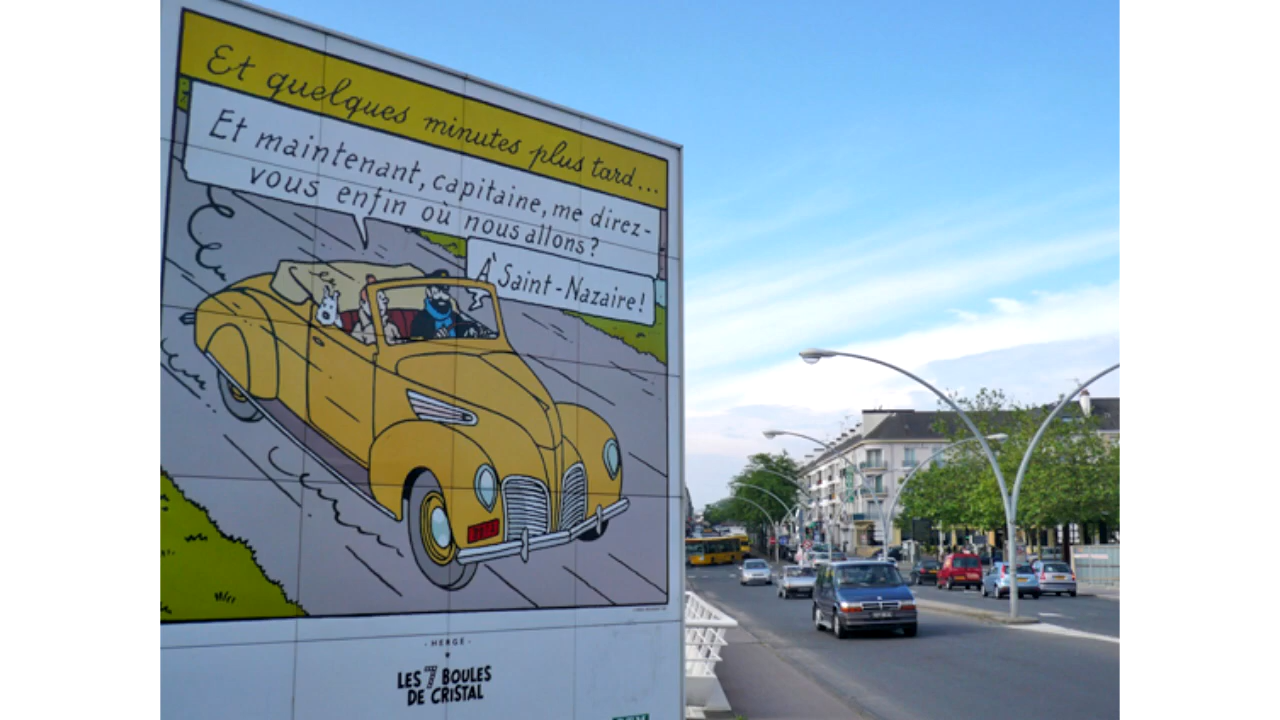 Et quelques minutes plus tard...
Et maintenant, capitaine, me direz-
vous enfin où nous allons?
À Saint-Nazaire!
- HERGÉ -
LES 7 BOULES
DE CRISTAL